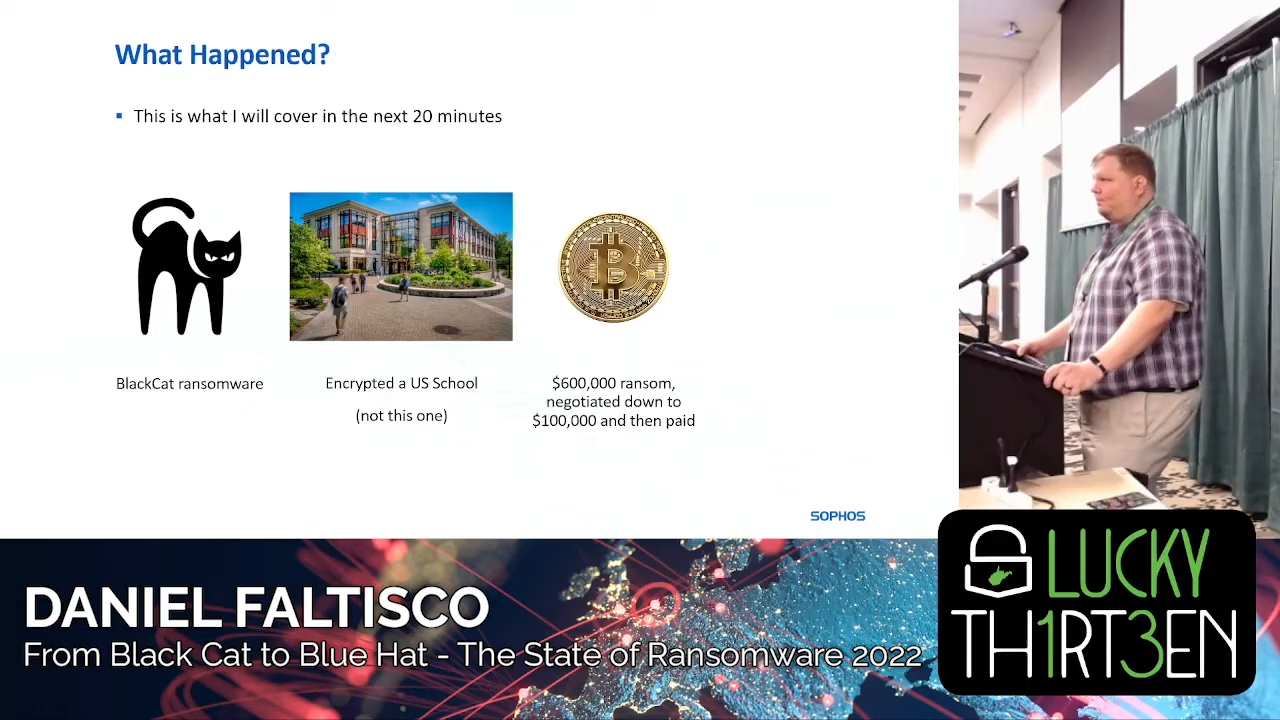 What Happened?
This is what I will cover in the next 20 minutes
BlackCat ransomware
Encrypted a US School
(not this one)
$600,000 ransom,
negotiated down to
$100,000 and then paid
SOPHOS
DANIEL FALTISCO
From Black Cat to Blue Hat - The State of Ransomware 2022
LUCKY
TH1RT3EN